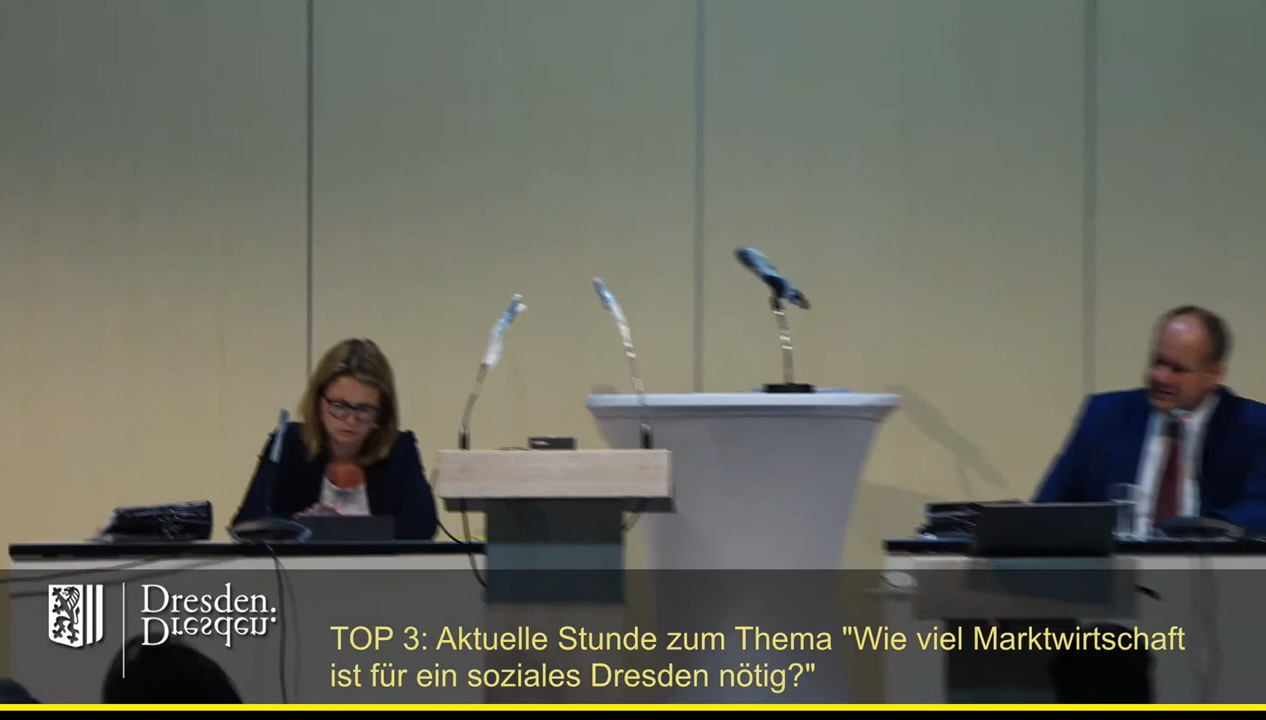 Dresden.
Dresden.
TOP 3: Aktuelle Stunde zum Thema "Wie viel Marktwirtschaft
ist für ein soziales Dresden nötig?"